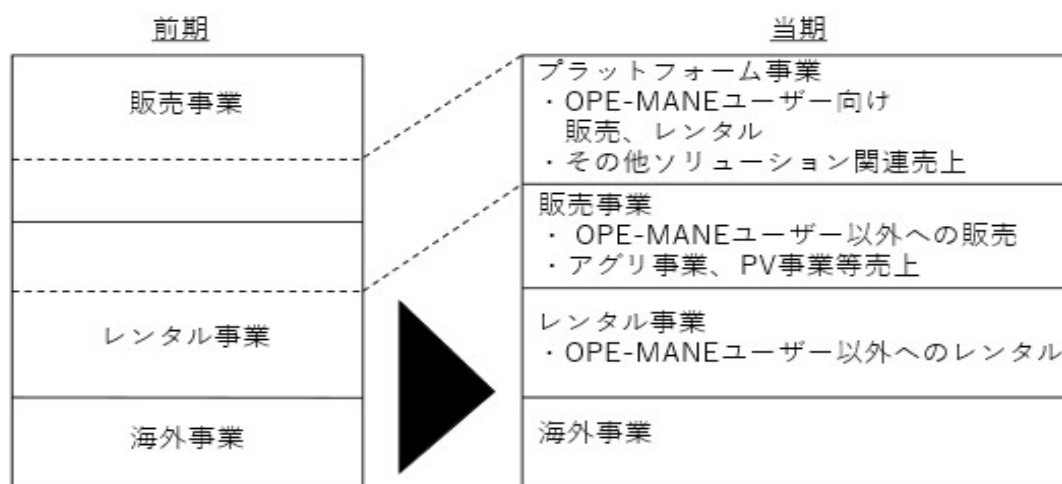 前期
販売事業
レンタル事業
海外事業
当期
プラットフォーム事業
・OPE-MANEユーザー向け
販売、レンタル
・その他ソリューション関連売上
販売事業
・ OPE-MANEユーザー以外への販売
・アグリ事業、PV事業等売上
レンタル事業
・OPE-MANEユーザー以外へのレンタル
海外事業